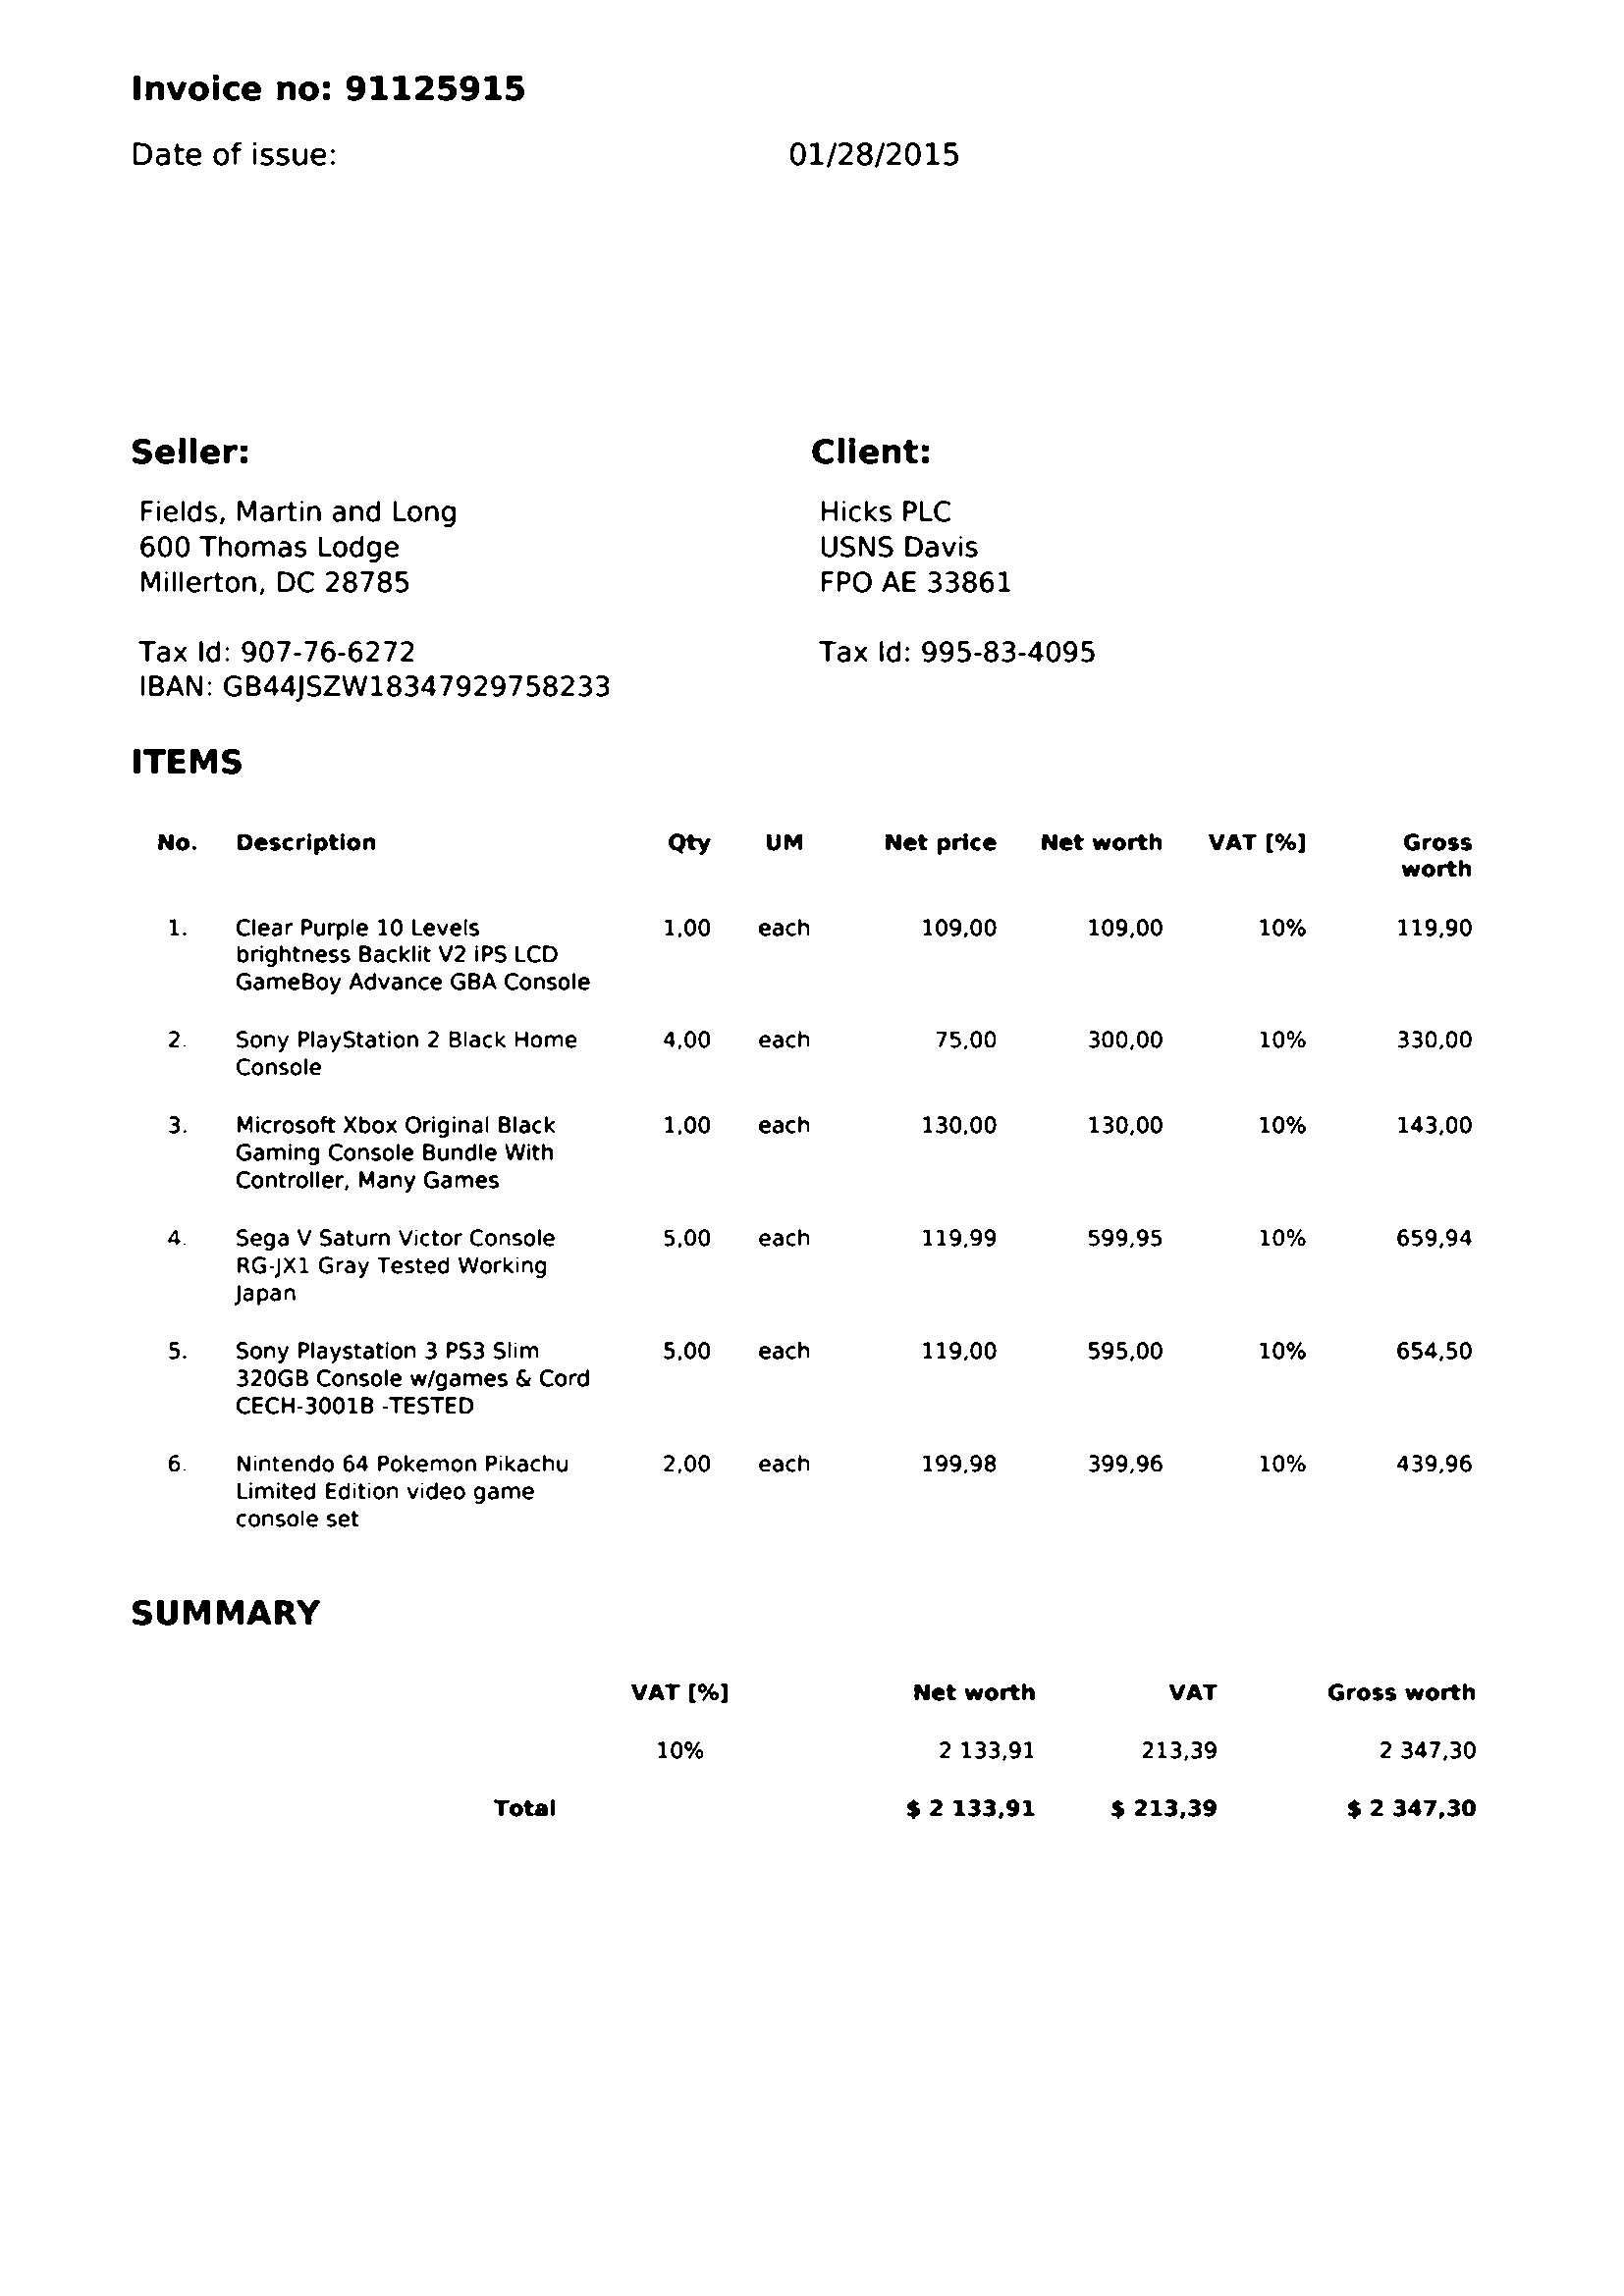 Invoice no: 91125915
Date of issue: 01/28/2015
Seller:
Fields, Martin and Long
600 Thomas Lodge
Millerton, DC 28785
Tax Id: 907-76-6272
IBAN: GB44JSZW18347929758233
Client:
Hicks PLC
USNS Davis
FPO AE 33861
Tax Id: 995-83-4095
ITEMS
No. Description Qty UM Net price Net worth VAT [%] Gross
worth
1. Clear Purple 10 Levels 1,00 each 109,00 109,00 10% 119,90
brightness Backlit V2 iPS LCD
GameBoy Advance GBA Console
2. Sony PlayStation 2 Black Home 4,00 each 75,00 300,00 10% 330,00
Console
3. Microsoft Xbox Original Black 1,00 each 130,00 130,00 10% 143,00
Gaming Console Bundle With
Controller, Many Games
4. Sega V Saturn Victor Console 5,00 each 119,99 599,95 10% 659,94
RG-JX1 Gray Tested Working
Japan
5. Sony Playstation 3 PS3 Slim 5,00 each 119,00 595,00 10% 654,50
320GB Console w/games & Cord
CECH-3001B -TESTED
6. Nintendo 64 Pokemon Pikachu 2,00 each 199,98 399,96 10% 439,96
Limited Edition video game
console set
SUMMARY
VAT [%] Net worth VAT Gross worth
10% 2 133,91 213,39 2 347,30
Total $ 2 133,91 $ 213,39 $ 2 347,30